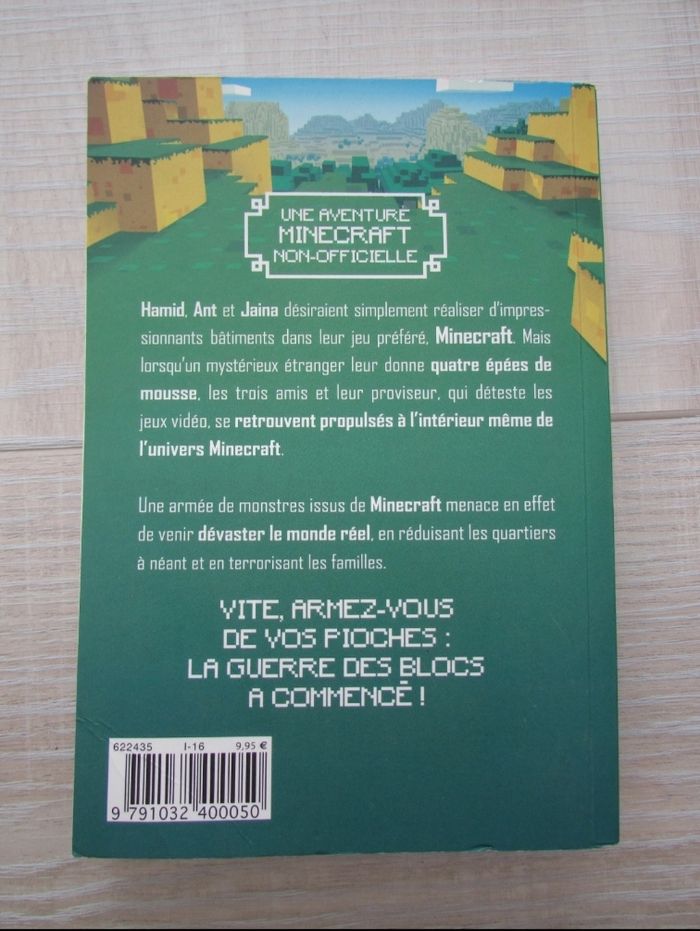 UNE AVENTURE
MINECRAFT
NON-OFFICIELLE
Hamid, Ant et Jaina désiraient simplement réaliser d'impres-
sionnants bâtiments dans leur jeu préféré, Minecraft. Mais
lorsqu'un mystérieux étranger leur donne quatre épées de
mousse, les trois amis et leur proviseur, qui déteste les
jeux vidéo, se retrouvent propulsés à l'intérieur même de
l'univers Minecraft.
Une armée de monstres issus de Minecraft menace en effet
de venir dévaster le monde réel, en réduisant les quartiers
à néant et en terrorisant les familles.
VITE, ARMEZ-VOUS
DE VOS PIOCHES :
LA GUERRE DES BLOCS
A COMMENCÉ !
622435 I-16 9,95 €
9 791032 400050